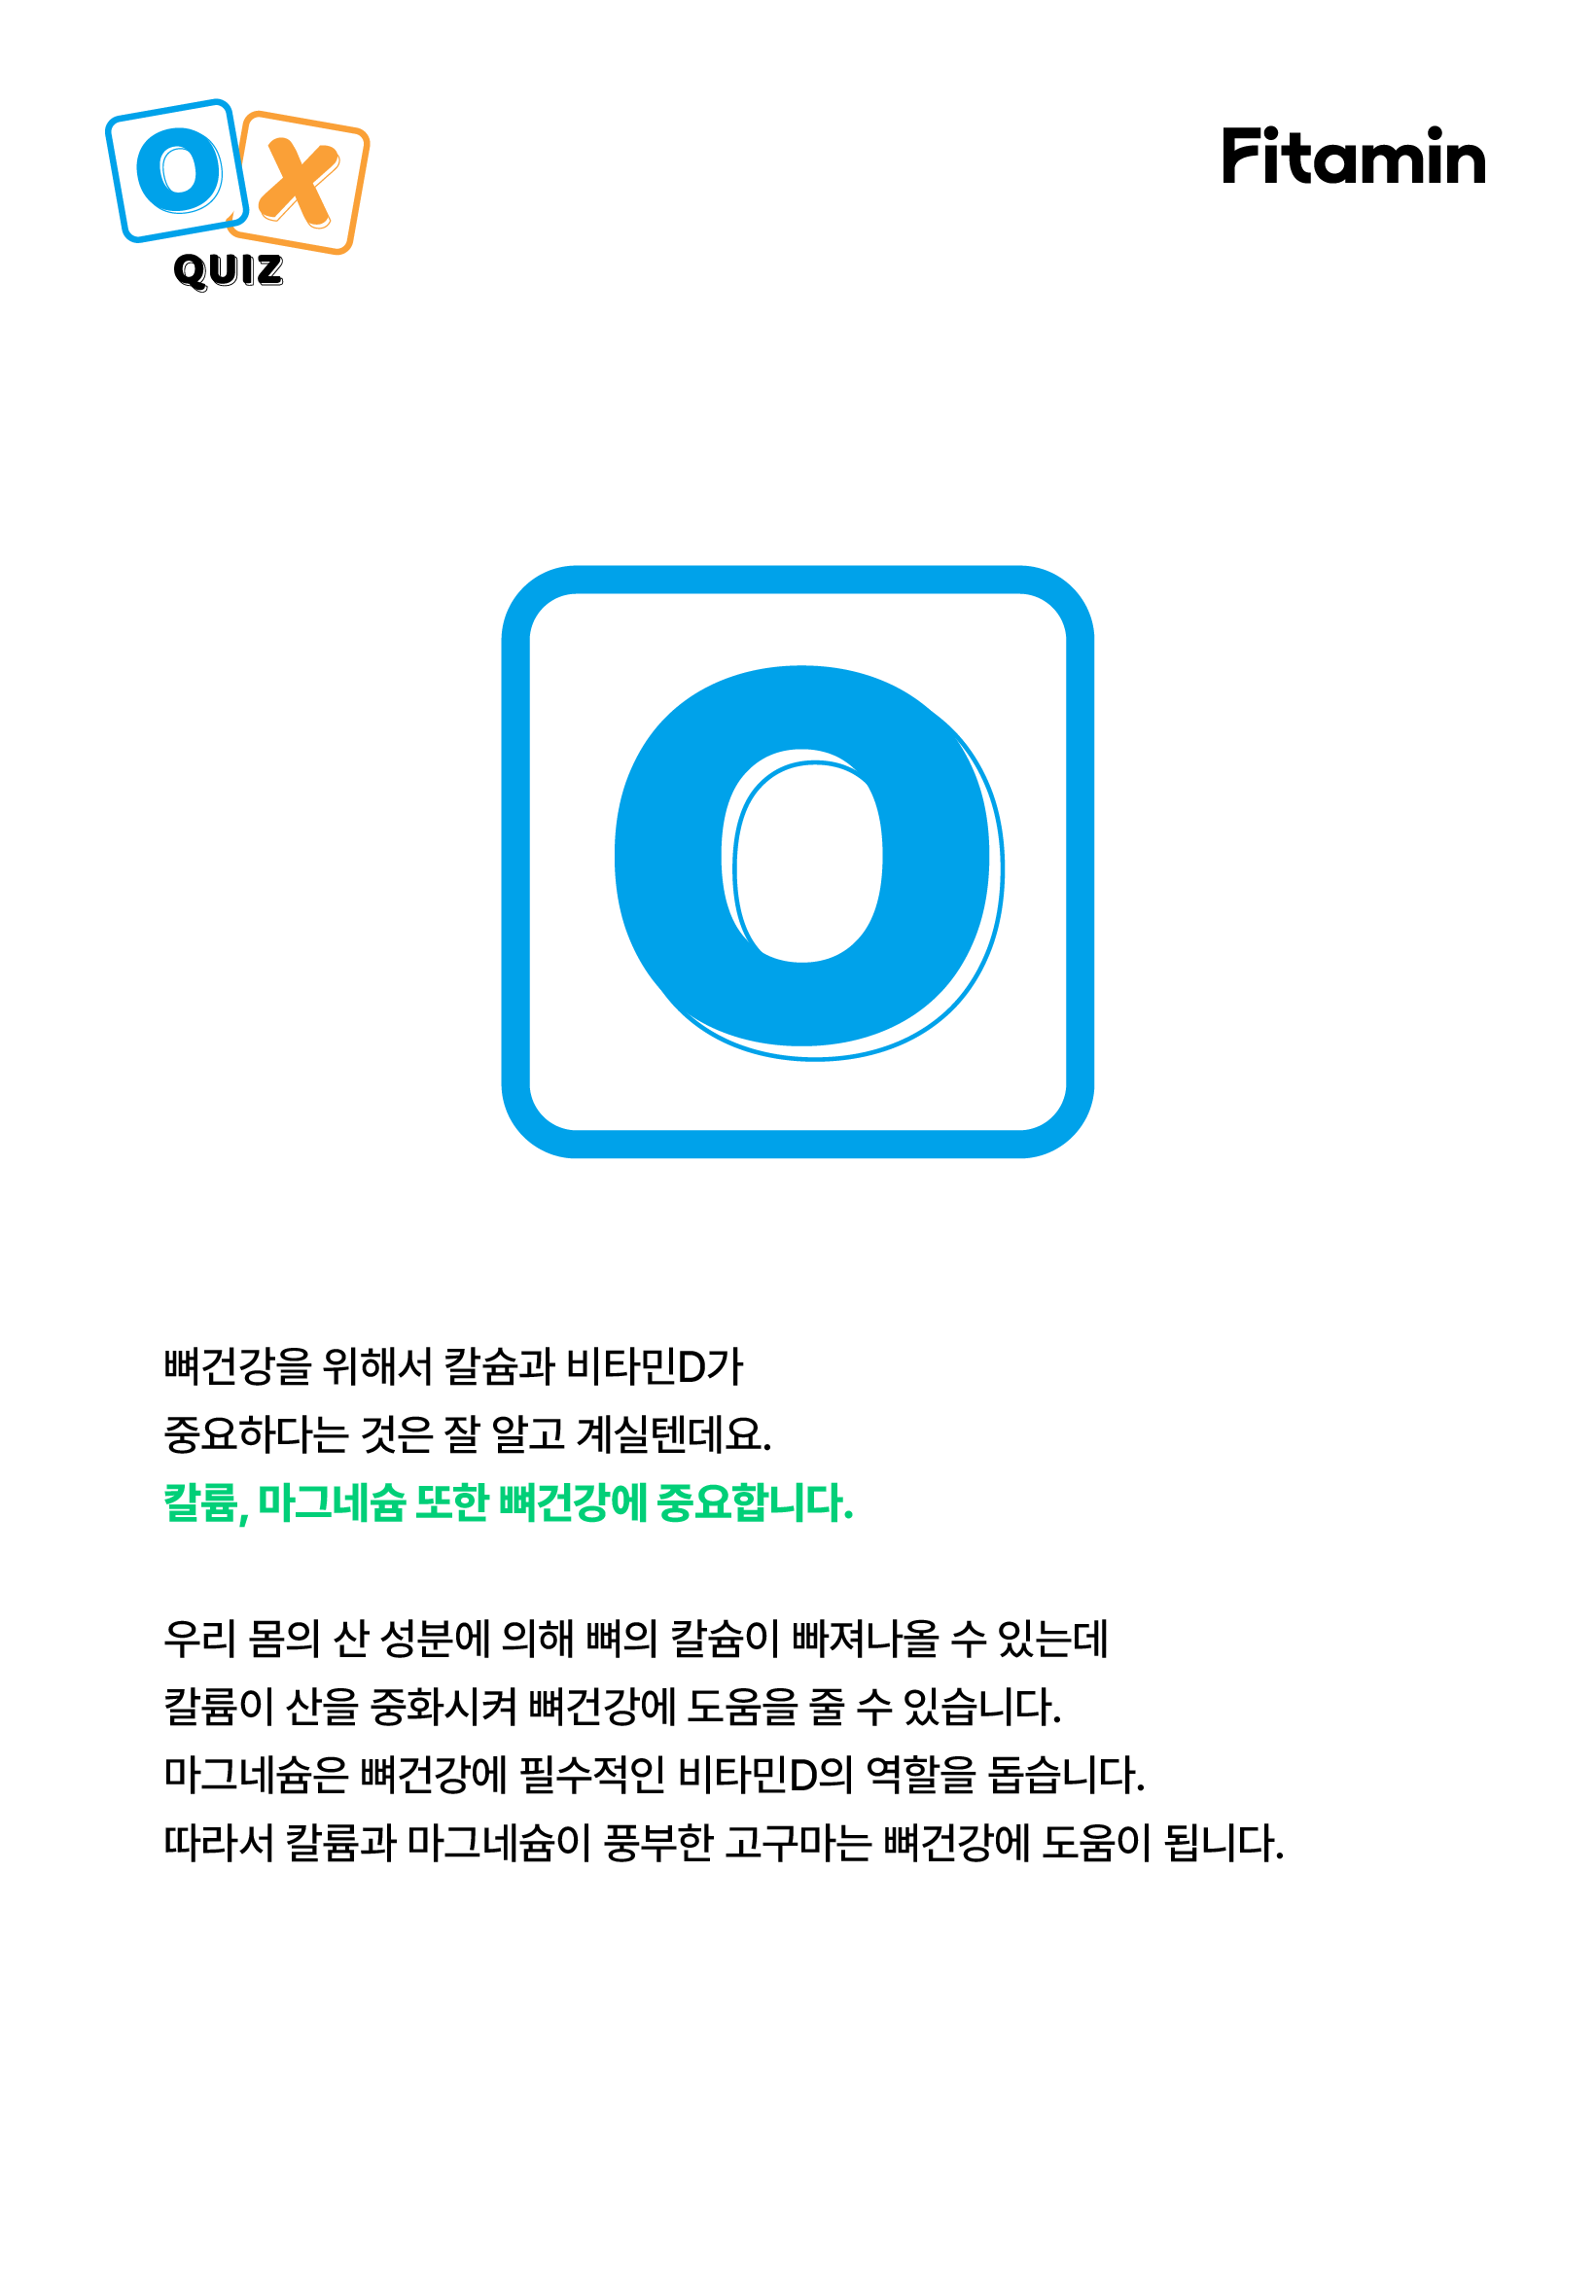 OX
QUIZ
Fitamin
O
뼈건강을 위해서 칼슘과 비타민D가
중요하다는 것은 잘 알고 계실텐데요.
칼륨, 마그네슘 또한 뼈건강에 중요합니다.
우리 몸의 산 성분에 의해 뼈의 칼슘이 빠져나올 수 있는데
칼륨이 산을 중화시켜 뼈건강에 도움을 줄 수 있습니다.
마그네슘은 뼈건강에 필수적인 비타민D의 역할을 돕습니다.
따라서 칼륨과 마그네슘이 풍부한 고구마는 뼈건강에 도움이 됩니다.